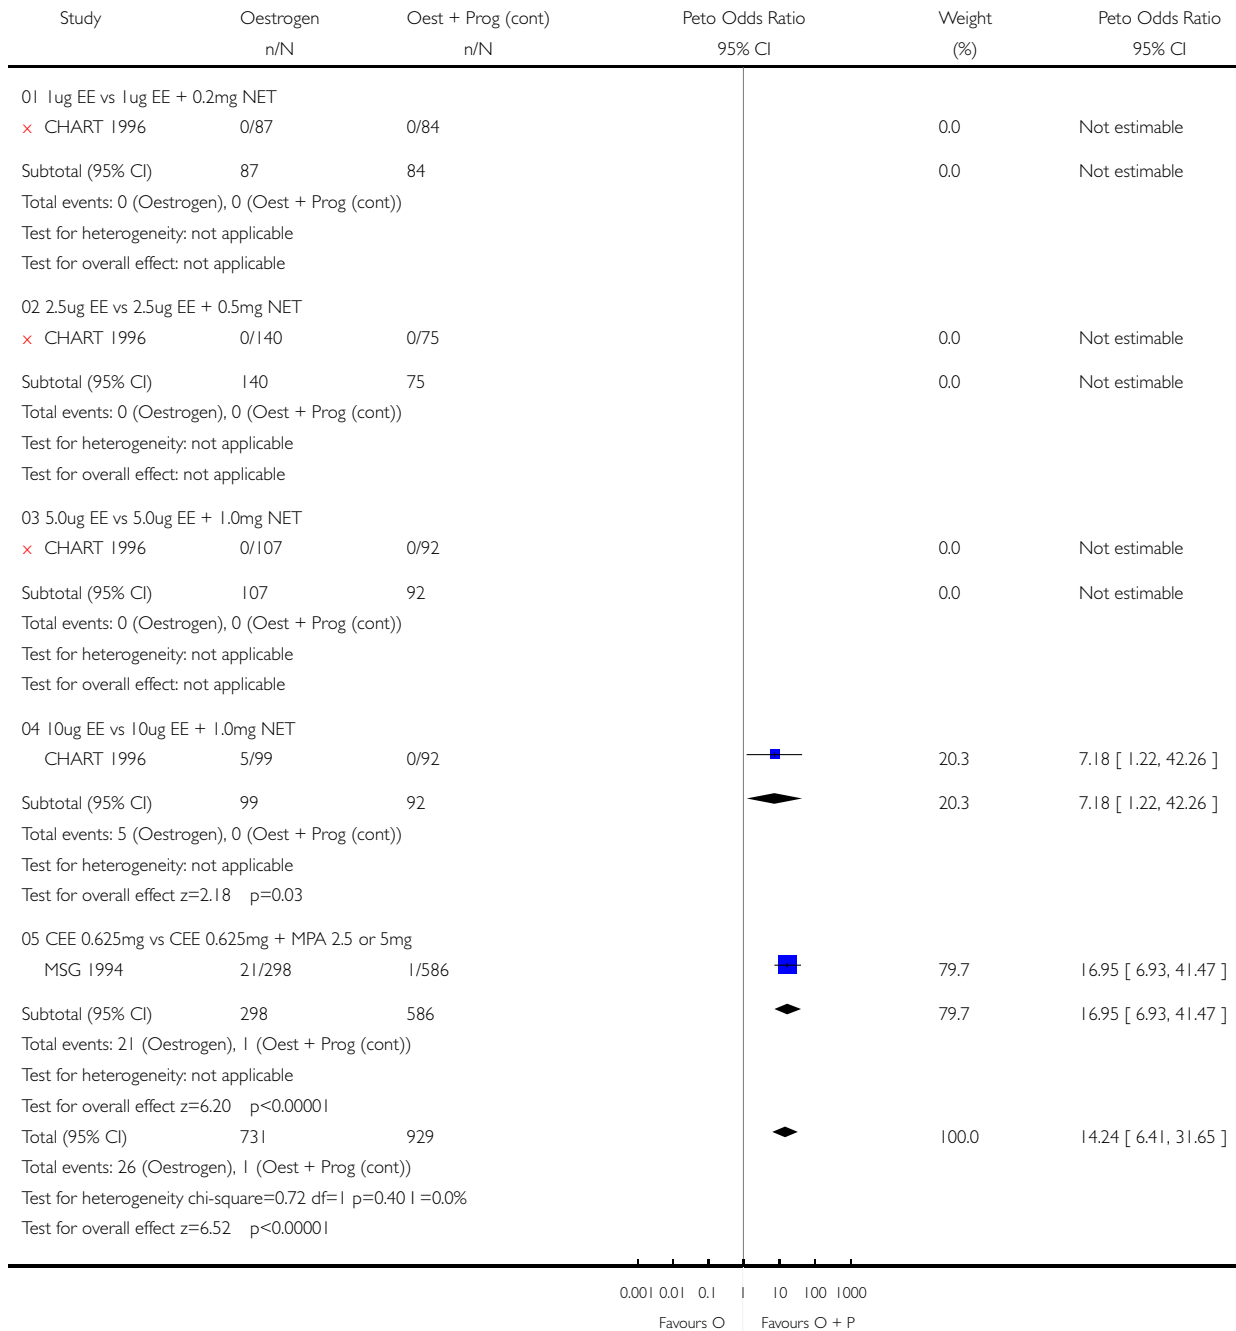 Study Oestrogen Oest + Prog (cont) Peto Odds Ratio Weight Peto Odds Ratio
n/N n/N 95% CI (%) 95% CI
01 1ug EE vs 1ug EE + 0.2mg NET
× CHART 1996 0/87 0/84 0.0 Not estimable
Subtotal (95% CI) 87 84 0.0 Not estimable
Total events: 0 (Oestrogen), 0 (Oest + Prog (cont))
Test for heterogeneity: not applicable
Test for overall effect: not applicable
02 2.5ug EE vs 2.5ug EE + 0.5mg NET
× CHART 1996 0/140 0/75 0.0 Not estimable
Subtotal (95% CI) 140 75 0.0 Not estimable
Total events: 0 (Oestrogen), 0 (Oest + Prog (cont))
Test for heterogeneity: not applicable
Test for overall effect: not applicable
03 5.0ug EE vs 5.0ug EE + 1.0mg NET
× CHART 1996 0/107 0/92 0.0 Not estimable
Subtotal (95% CI) 107 92 0.0 Not estimable
Total events: 0 (Oestrogen), 0 (Oest + Prog (cont))
Test for heterogeneity: not applicable
Test for overall effect: not applicable
04 10ug EE vs 10ug EE + 1.0mg NET
CHART 1996 5/99 0/92 20.3 7.18 [ 1.22, 42.26 ]
Subtotal (95% CI) 99 92 20.3 7.18 [ 1.22, 42.26 ]
Total events: 5 (Oestrogen), 0 (Oest + Prog (cont))
Test for heterogeneity: not applicable
Test for overall effect z=2.18 p=0.03
05 CEE 0.625mg vs CEE 0.625mg + MPA 2.5 or 5mg
MSG 1994 21/298 1/586 79.7 16.95 [ 6.93, 41.47 ]
Subtotal (95% CI) 298 586 79.7 16.95 [ 6.93, 41.47 ]
Total events: 21 (Oestrogen), 1 (Oest + Prog (cont))
Test for heterogeneity: not applicable
Test for overall effect z=6.20 p<0.00001
Total (95% CI) 731 929 100.0 14.24 [ 6.41, 31.65 ]
Total events: 26 (Oestrogen), 1 (Oest + Prog (cont))
Test for heterogeneity chi-square=0.72 df=1 p=0.40 I =0.0%
Test for overall effect z=6.52 p<0.00001
0.001 0.01 0.1 1 10 100 1000
Favours O Favours O + P